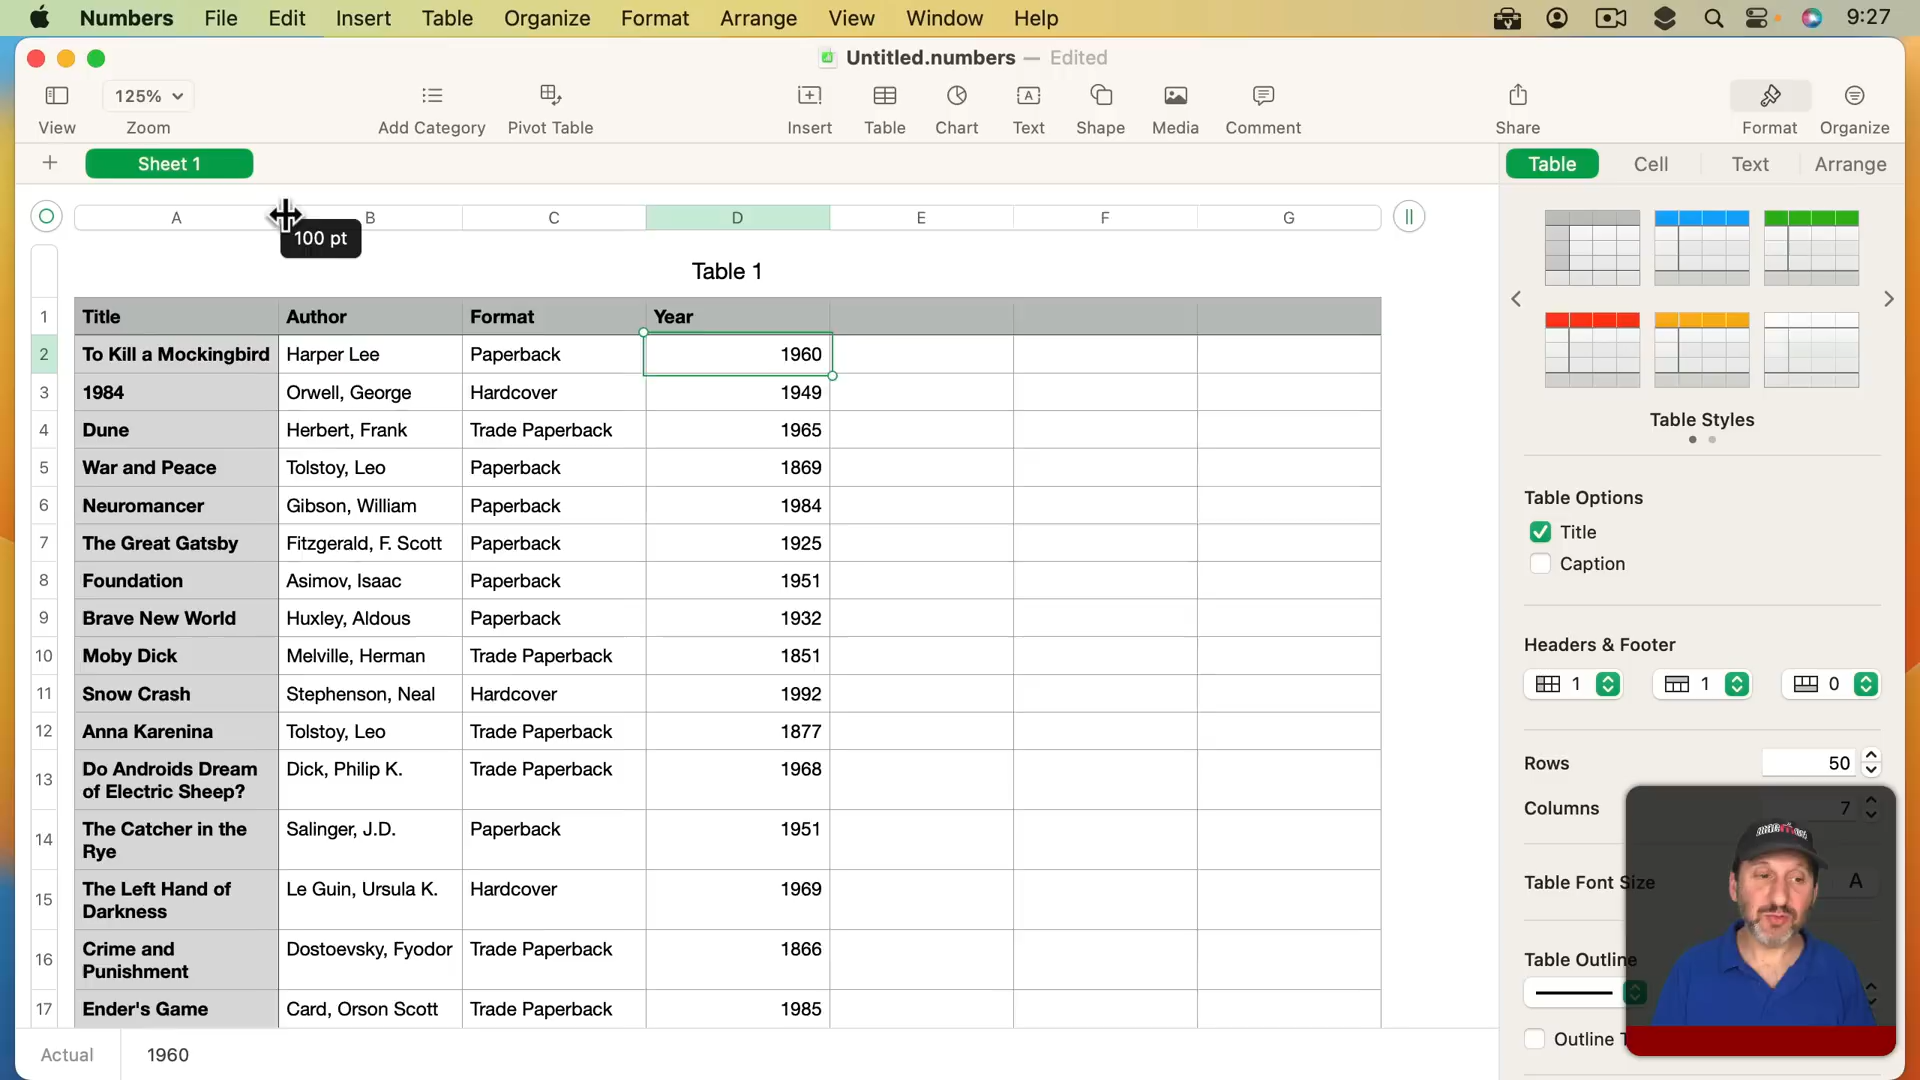 Numbers File Edit Insert Table Organize Format Arrange View Window Help 9:27
Untitled.numbers — Edited
125%
View Zoom Add Category Pivot Table Insert Table Chart Text Shape Media Comment Share Format Organize
Sheet 1
Table Cell Text Arrange
A B C D E F G
100 pt
Table 1
1 Title Author Format Year
2 To Kill a Mockingbird Harper Lee Paperback 1960
3 1984 Orwell, George Hardcover 1949
4 Dune Herbert, Frank Trade Paperback 1965
5 War and Peace Tolstoy, Leo Paperback 1869
6 Neuromancer Gibson, William Paperback 1984
7 The Great Gatsby Fitzgerald, F. Scott Paperback 1925
8 Foundation Asimov, Isaac Paperback 1951
9 Brave New World Huxley, Aldous Paperback 1932
10 Moby Dick Melville, Herman Trade Paperback 1851
11 Snow Crash Stephenson, Neal Hardcover 1992
12 Anna Karenina Tolstoy, Leo Trade Paperback 1877
13 Do Androids Dream Dick, Philip K. Trade Paperback 1968
of Electric Sheep?
14 The Catcher in the Salinger, J.D. Paperback 1951
Rye
15 The Left Hand of Le Guin, Ursula K. Hardcover 1969
Darkness
16 Crime and Dostoevsky, Fyodor Trade Paperback 1866
Punishment
17 Ender's Game Card, Orson Scott Trade Paperback 1985
Actual 1960
Table Styles
Table Options
Title
Caption
Headers & Footer
1 1 0
Rows 50
Columns 7
Table Font Size A
Table Outline
Outline